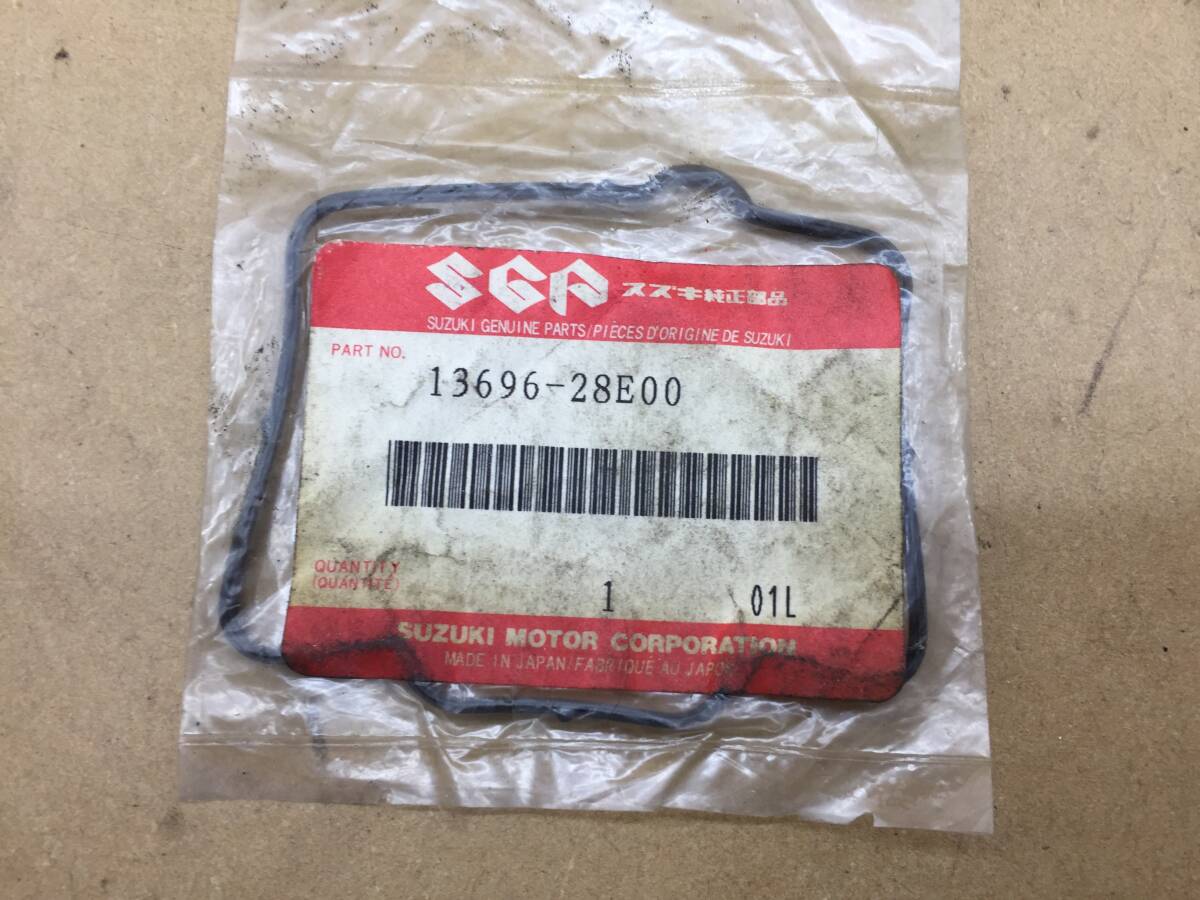 SGP スズキ純正部品
SUZUKI GENUINE PARTS/PIÈCES D'ORIGINE DE SUZUKI
PART NO.
13696-28E00
QUANTITY
(QUANTITÉ)
1 01L
SUZUKI MOTOR CORPORATION
MADE IN JAPAN/FABRIQUÉ AU JAPON